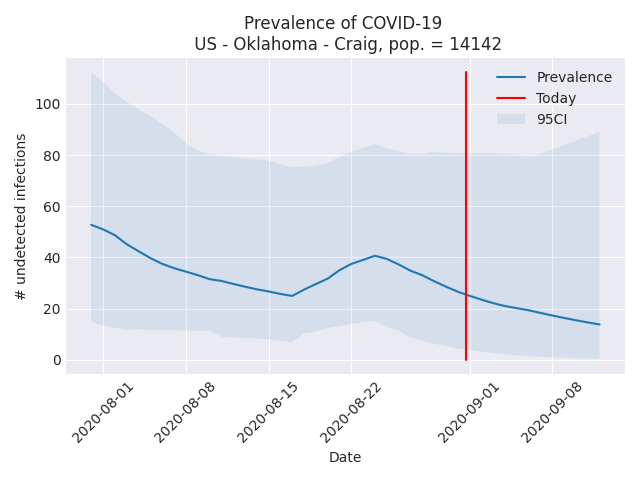 Prevalence of COVID-19
US - Oklahoma - Craig, pop. = 14142
Prevalence
Today
95CI
# undetected infections
100
80
60
40
20
0
2020-08-01
2020-08-08
2020-08-15
2020-08-22
2020-09-01
2020-09-08
Date